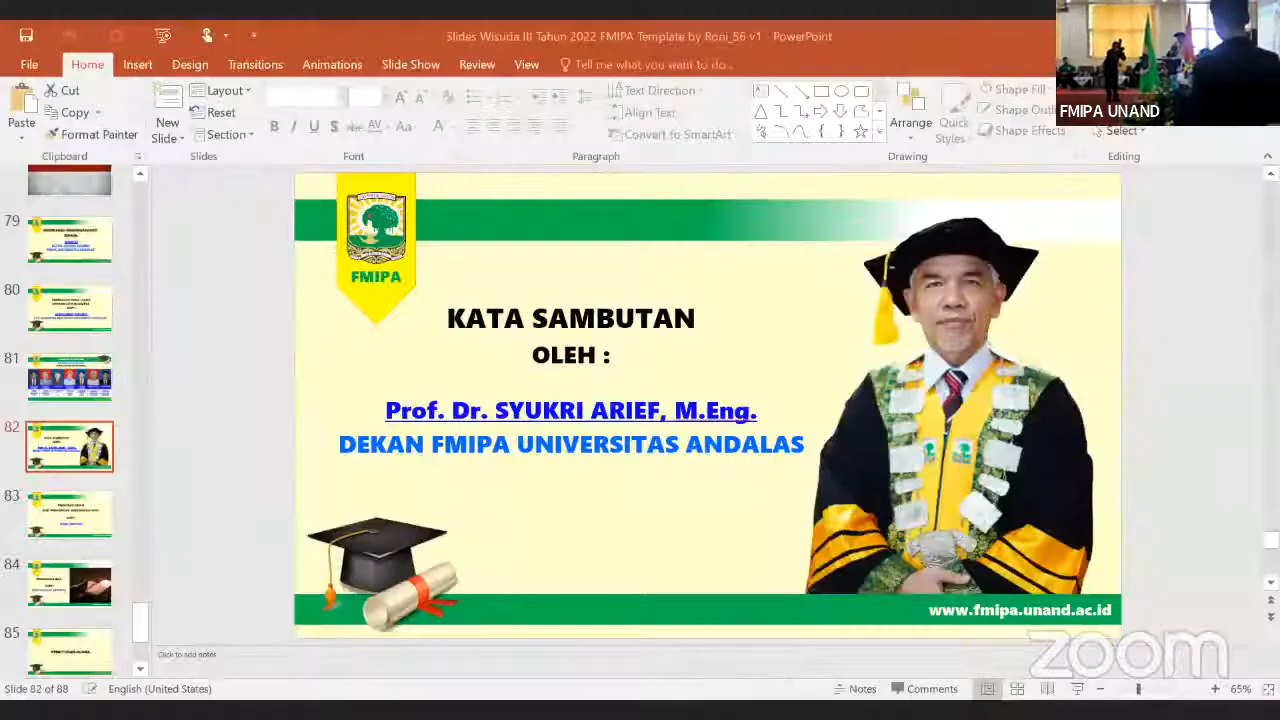 Slides Wisuda III Tahun 2022 FMIPA Template by Roni_S6 v1 - PowerPoint
File Home Insert Design Transitions Animations Slide Show Review View Tell me what you want to do...
FMIPA UNAND
Paste
Cut
Copy
Format Painter
Clipboard
New Slide
Layout
Reset
Section
Slides
B I U S abc AV Aa A
Font
Text Direction
Align Text
Convert to SmartArt
Paragraph
Arrange
Quick Styles
Shape Fill
Shape Outli
Shape Effects
Drawing
Select
Editing
79
80
81
82
83
84
85
FMIPA
KATA SAMBUTAN
OLEH :
Prof. Dr. SYUKRI ARIEF, M.Eng.
DEKAN FMIPA UNIVERSITAS ANDALAS
www.fmipa.unand.ac.id
Click to add notes
zoom
Slide 82 of 88 English (United States) Notes Comments 65%